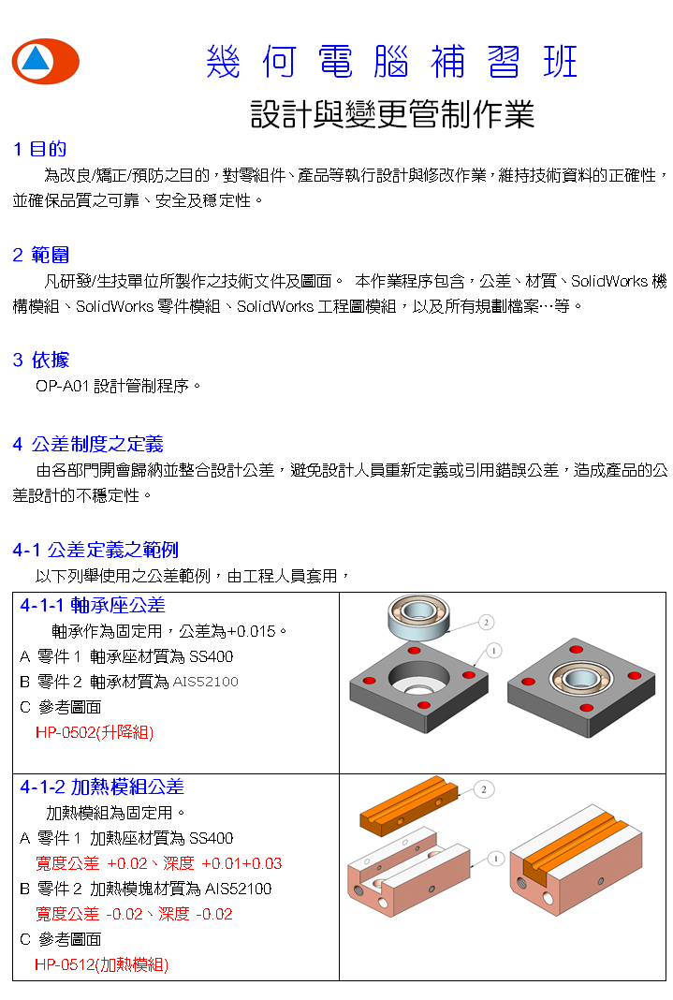 幾何電腦補習班
設計與變更管制作業
1 目的
為改良/矯正/預防之目的，對零組件、產品等執行設計與修改作業，維持技術資料的正確性，
並確保品質之可靠、安全及穩定性。
2 範圍
凡研發/生技單位所製作之技術文件及圖面。 本作業程序包含，公差、材質、SolidWorks 機
構模組、SolidWorks 零件模組、SolidWorks 工程圖模組，以及所有規劃檔案…等。
3 依據
OP-A01 設計管制程序。
4 公差制度之定義
由各部門開會歸納並整合設計公差，避免設計人員重新定義或引用錯誤公差，造成產品的公
差設計的不穩定性。
4-1 公差定義之範例
以下列舉使用之公差範例，由工程人員套用，
4-1-1 軸承座公差
軸承作為固定用，公差為+0.015。
A 零件 1 軸承座材質為 SS400
B 零件 2 軸承材質為 AIS52100
C 參考圖面
HP-0502(升降組)
2
1
4-1-2 加熱模組公差
加熱模組為固定用。
A 零件 1 加熱座材質為 SS400
寬度公差 +0.02、深度 +0.01+0.03
B 零件 2 加熱模塊材質為 AIS52100
寬度公差 -0.02、深度 -0.02
C 參考圖面
HP-0512(加熱模組)
2
1